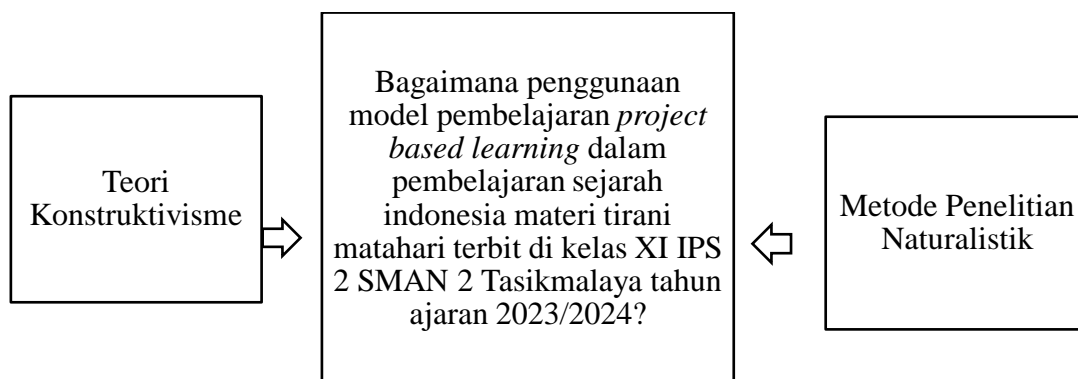 Teori
Konstruktivisme
Bagaimana penggunaan
model pembelajaran project
based learning dalam
pembelajaran sejarah
indonesia materi tirani
matahari terbit di kelas XI IPS
2 SMAN 2 Tasikmalaya tahun
ajaran 2023/2024?
Metode Penelitian
Naturalistik